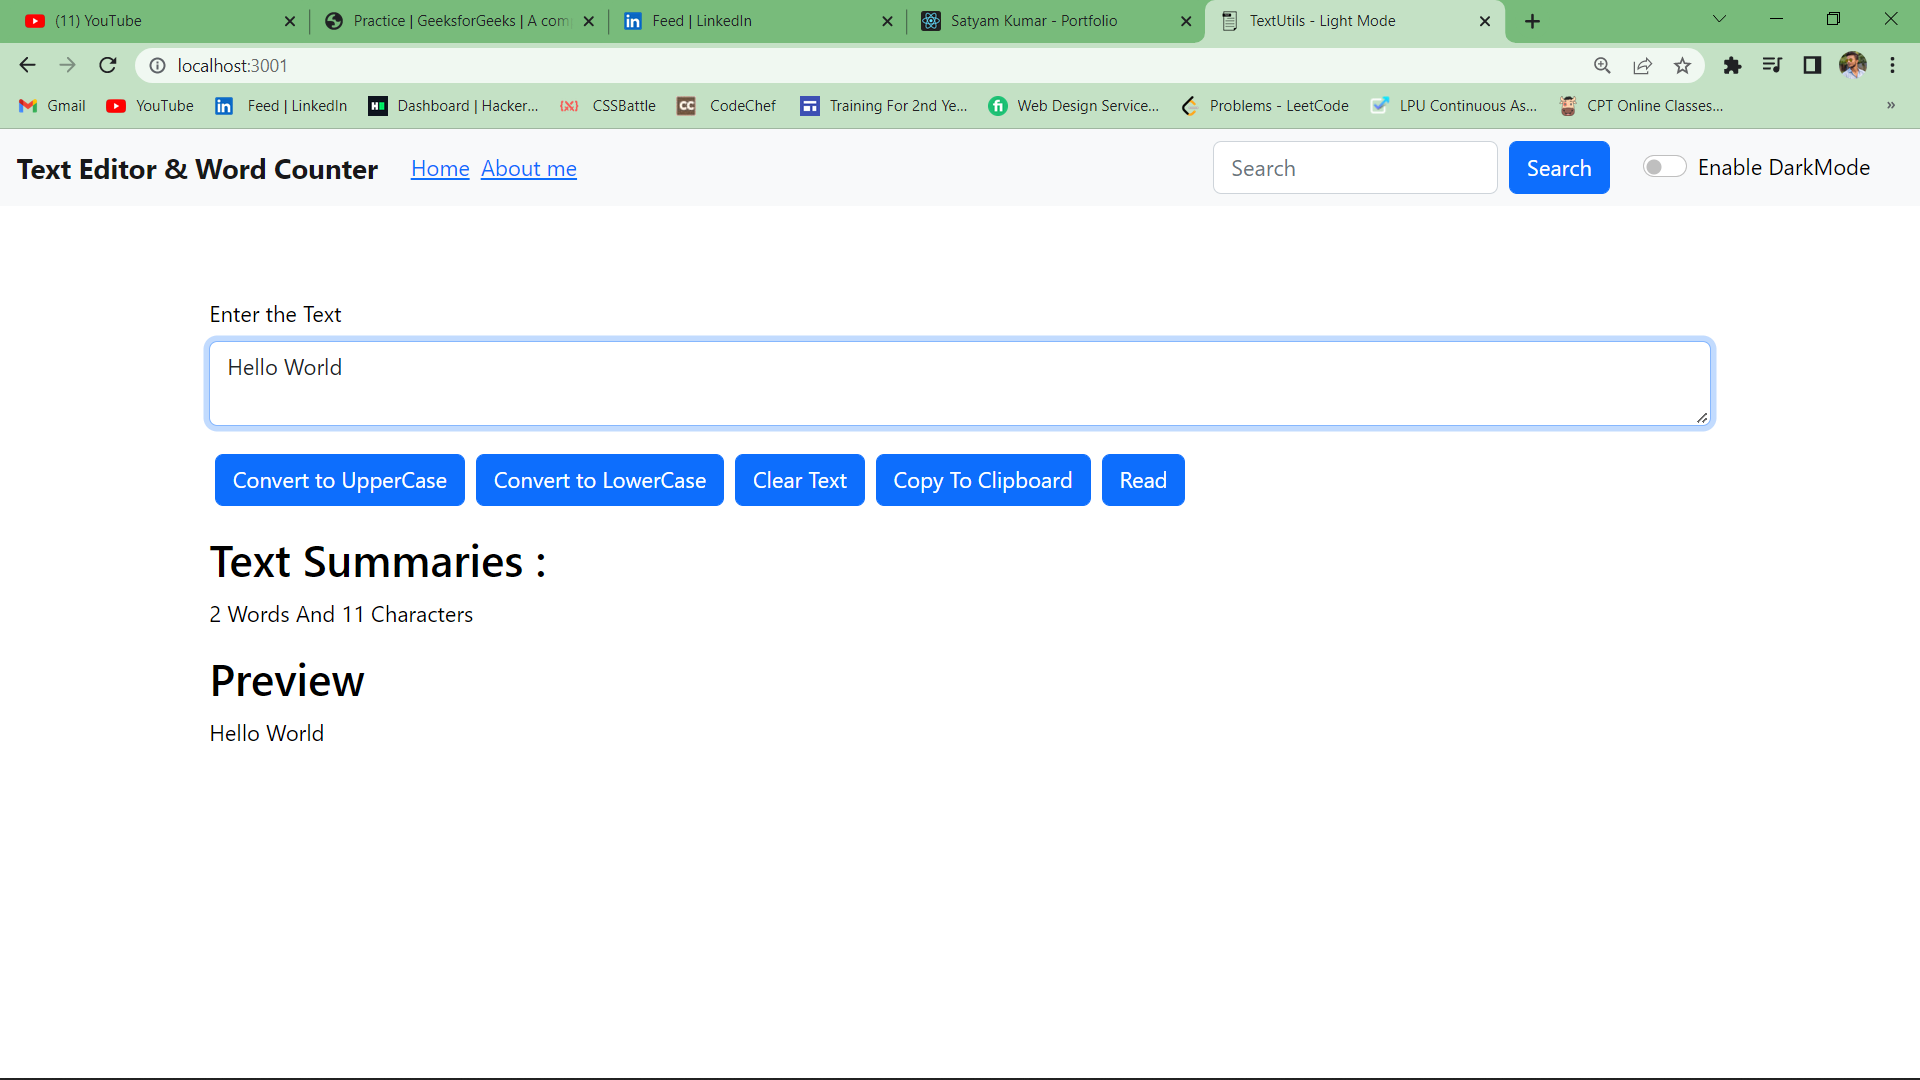 (11) YouTube
Practice | GeeksforGeeks | A com
Feed | LinkedIn
Satyam Kumar - Portfolio
TextUtils - Light Mode
localhost:3001
Gmail
YouTube
Feed | LinkedIn
Dashboard | Hacker...
CSSBattle
CodeChef
Training For 2nd Ye...
Web Design Service...
Problems - LeetCode
LPU Continuous As...
CPT Online Classes...
»
Text Editor & Word Counter
Home
About me
Search
Search
Enable DarkMode
Enter the Text
Hello World
Convert to UpperCase
Convert to LowerCase
Clear Text
Copy To Clipboard
Read
Text Summaries :
2 Words And 11 Characters
Preview
Hello World